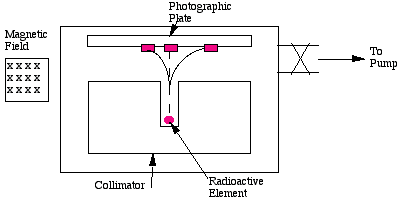 Photographic
Plate
Magnetic
Field
x x x x
x x x x
x x x x
To
Pump
Collimator
Radioactive
Element